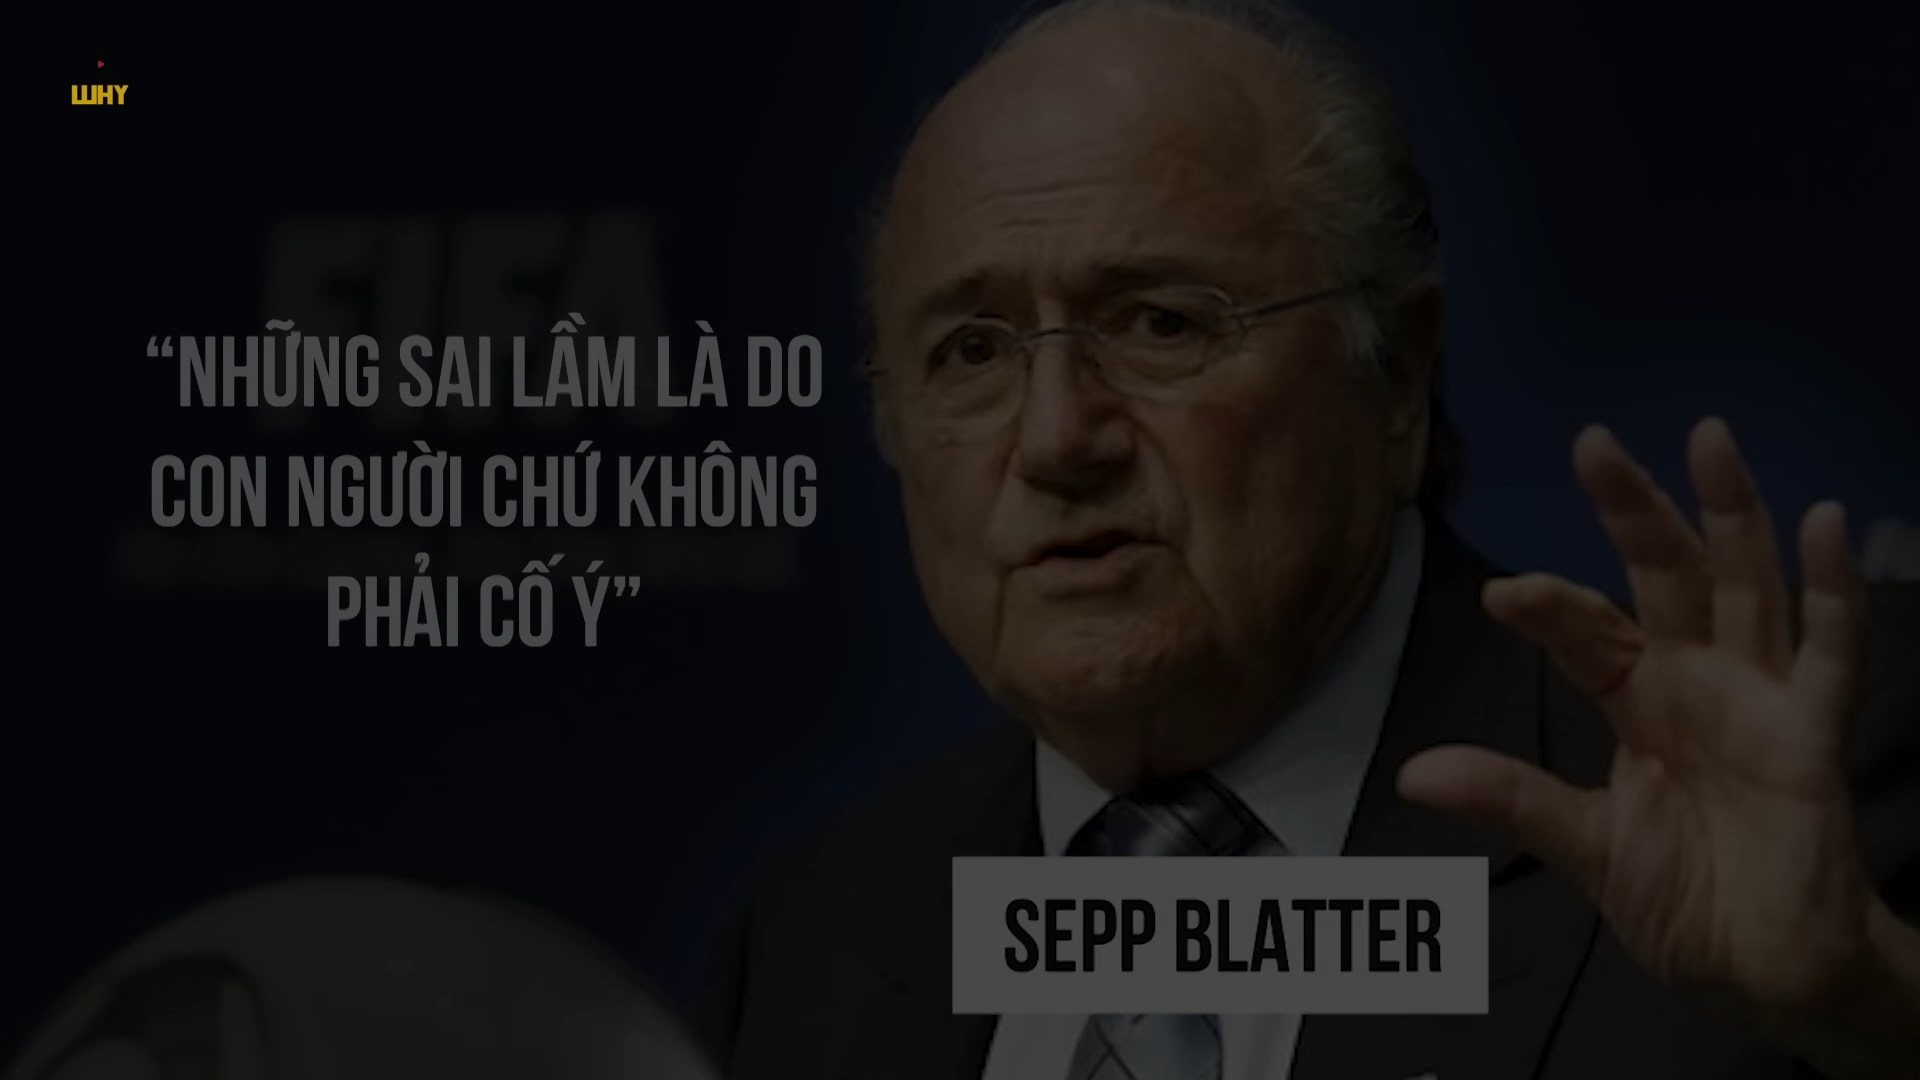 WHY
FIFA
“NHỮNG SAI LẦM LÀ DO
CON NGƯỜI CHỨ KHÔNG
PHẢI CỐ Ý”
SEPP BLATTER